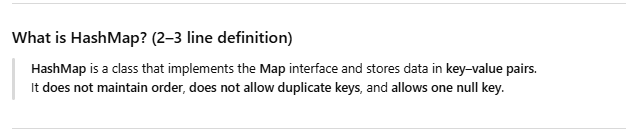 What is HashMap? (2–3 line definition)
HashMap is a class that implements the Map interface and stores data in key–value pairs.
It does not maintain order, does not allow duplicate keys, and allows one null key.